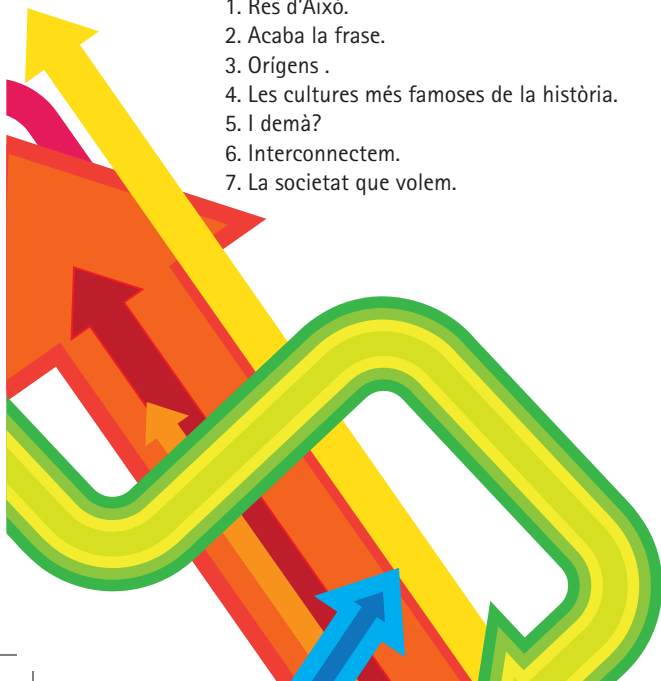 1. Res d'Això.
2. Acaba la frase.
3. Orígens .
4. Les cultures més famoses de la història.
5. I demà?
6. Interconnectem.
7. La societat que volem.